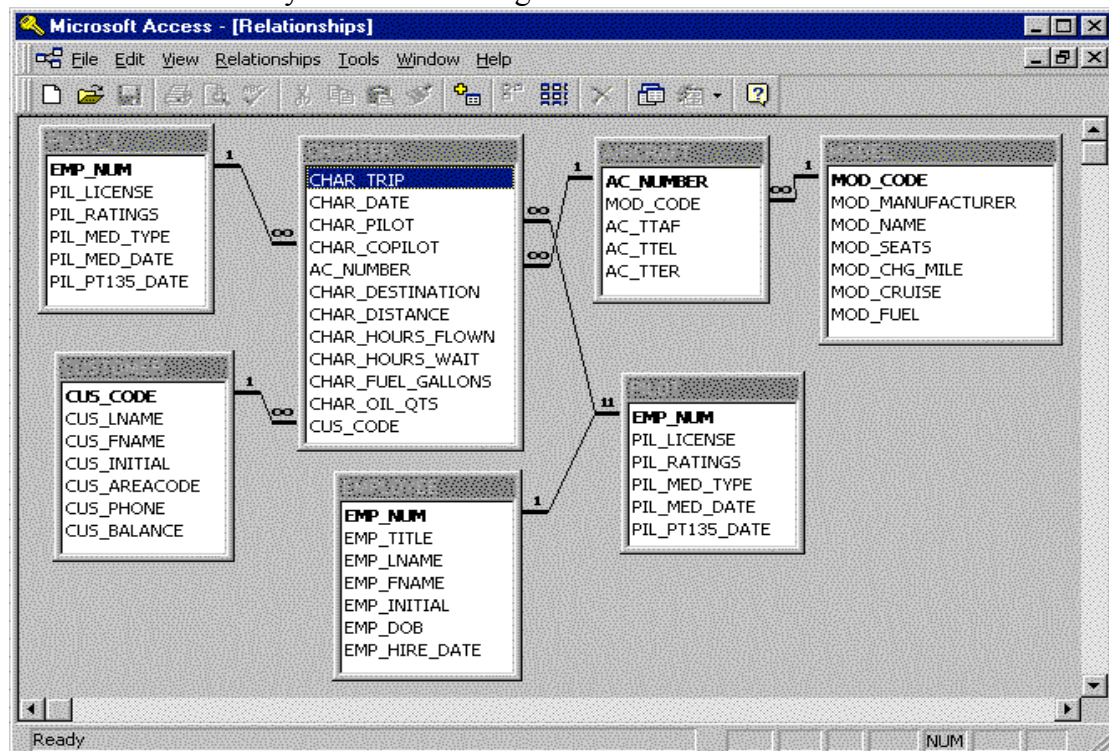 Microsoft Access - [Relationships]
File Edit View Relationships Tools Window Help
EMP_NUM
PIL_LICENSE
PIL_RATINGS
PIL_MED_TYPE
PIL_MED_DATE
PIL_PT135_DATE
1
∞
CHAR_TRIP
CHAR_DATE
CHAR_PILOT
CHAR_COPILOT
AC_NUMBER
CHAR_DESTINATION
CHAR_DISTANCE
CHAR_HOURS_FLOWN
CHAR_HOURS_WAIT
CHAR_FUEL_GALLONS
CHAR_OIL_QTS
CUS_CODE
∞
∞
1
AC_NUMBER
MOD_CODE
AC_TTAF
AC_TTEL
AC_TTER
∞
1
MOD_CODE
MOD_MANUFACTURER
MOD_NAME
MOD_SEATS
MOD_CHG_MILE
MOD_CRUISE
MOD_FUEL
CUS_CODE
CUS_LNAME
CUS_FNAME
CUS_INITIAL
CUS_AREACODE
CUS_PHONE
CUS_BALANCE
1
∞
EMP_NUM
EMP_TITLE
EMP_LNAME
EMP_FNAME
EMP_INITIAL
EMP_DOB
EMP_HIRE_DATE
1
11
EMP_NUM
PIL_LICENSE
PIL_RATINGS
PIL_MED_TYPE
PIL_MED_DATE
PIL_PT135_DATE
Ready
NUM